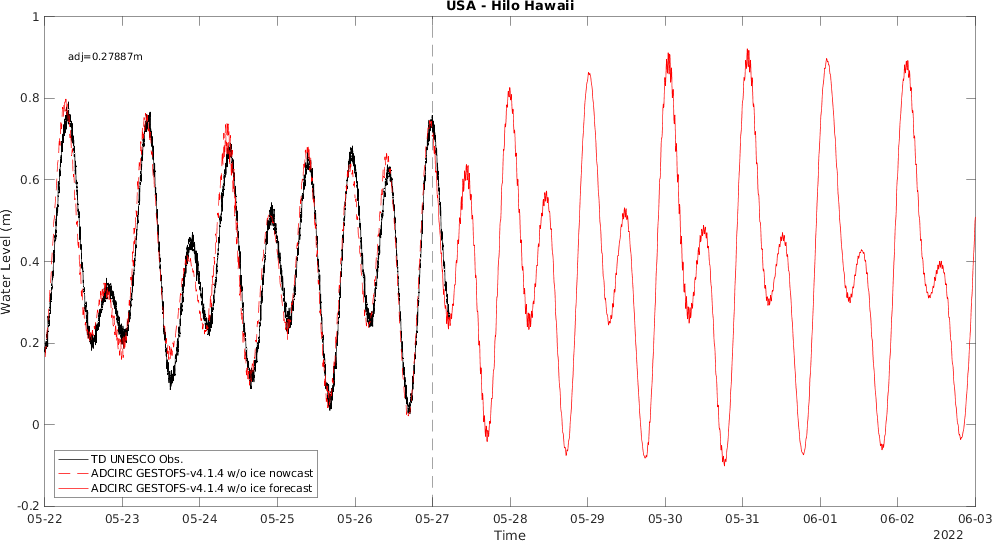 USA - Hilo Hawaii
adj=0.27887m
Water Level (m)
1
0.8
0.6
0.4
0.2
0
-0.2
TD UNESCO Obs.
ADCIRC GESTOFS-v4.1.4 w/o ice nowcast
ADCIRC GESTOFS-v4.1.4 w/o ice forecast
05-22 05-23 05-24 05-25 05-26 05-27 05-28 05-29 05-30 05-31 06-01 06-02 06-03
Time
2022